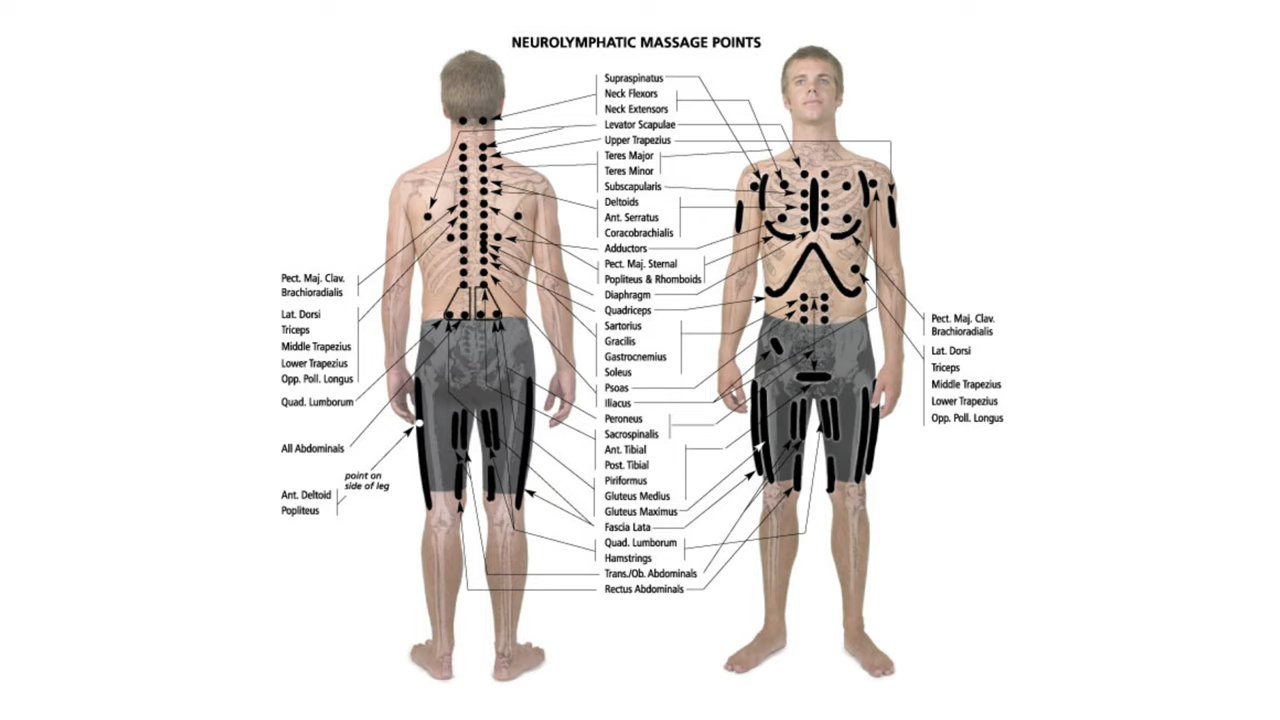 NEUROLYMPHATIC MASSAGE POINTS
Supraspinatus
Neck Flexors
Neck Extensors
Levator Scapulae
Upper Trapezius
Teres Major
Teres Minor
Subscapularis
Deltoids
Ant. Serratus
Coracobrachialis
Adductors
Pect. Maj. Sternal
Popliteus & Rhomboids
Diaphragm
Quadriceps
Sartorius
Gracilis
Gastrocnemius
Soleus
Psoas
Iliacus
Peroneus
Sacrospinalis
Ant. Tibial
Post. Tibial
Piriformus
Gluteus Medius
Gluteus Maximus
Fascia Lata
Quad. Lumborum
Hamstrings
Trans./Ob. Abdominals
Rectus Abdominals
Pect. Maj. Clav.
Brachioradialis
Lat. Dorsi
Triceps
Middle Trapezius
Lower Trapezius
Opp. Poll. Longus
Quad. Lumborum
All Abdominals
point on
side of leg
Ant. Deltoid
Popliteus
Pect. Maj. Clav.
Brachioradialis
Lat. Dorsi
Triceps
Middle Trapezius
Lower Trapezius
Opp. Poll. Longus